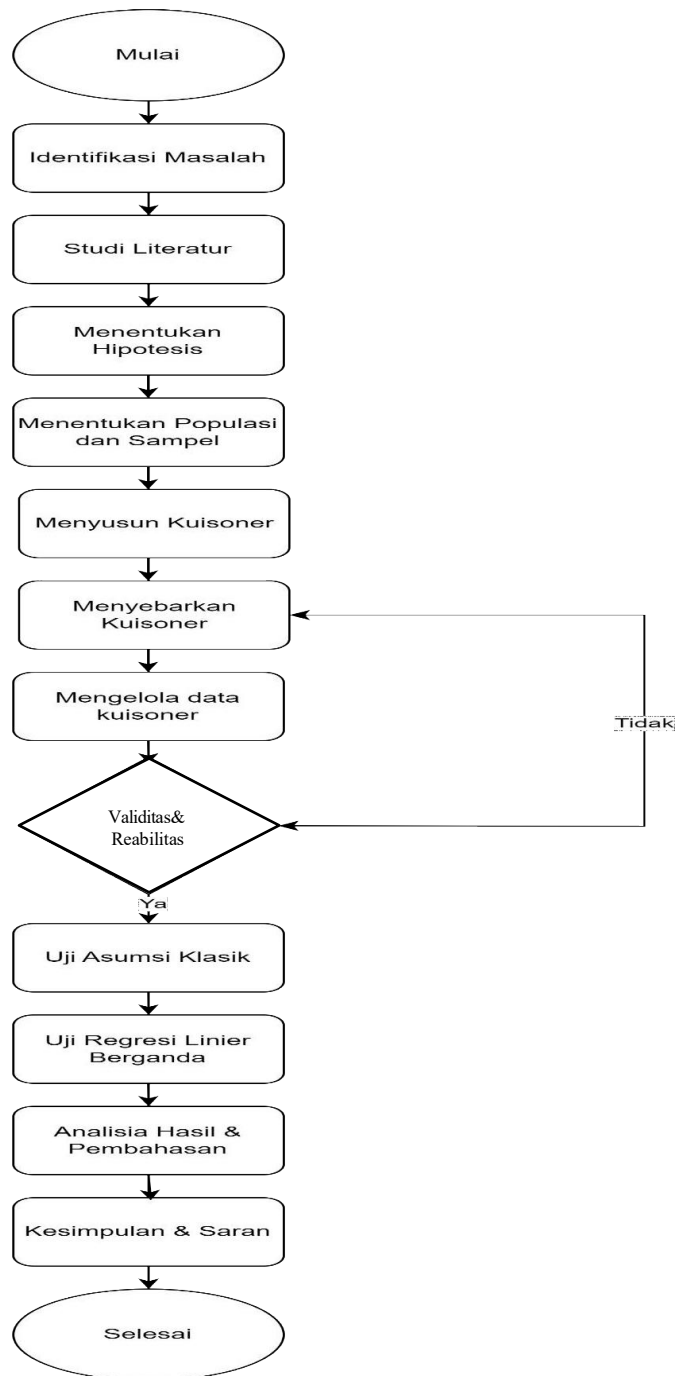 Mulai
Identifikasi Masalah
Studi Literatur
Menentukan
Hipotesis
Menentukan Populasi
dan Sampel
Menyusun Kuisoner
Menyebarkan
Kuisoner
Mengelola data
kuisoner
Tidak
Validitas&
Reabilitas
Ya
Uji Asumsi Klasik
Uji Regresi Linier
Berganda
Analisia Hasil &
Pembahasan
Kesimpulan & Saran
Selesai